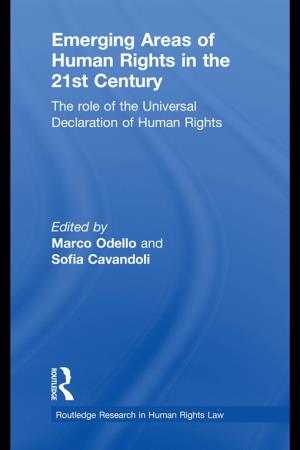 Emerging Areas of
Human Rights in the
21st Century
The role of the Universal
Declaration of Human Rights
Edited by
Marco Odello and
Sofia Cavandoli
ROUTLEDGE
Routledge Research in Human Rights Law